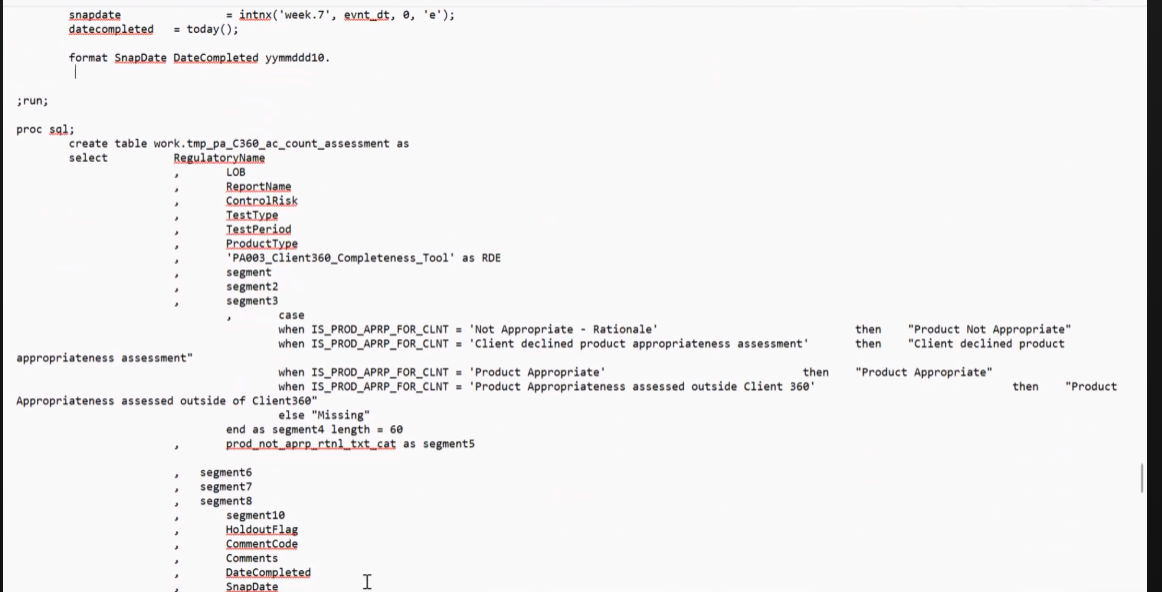 snapdate = intnx('week.7', evnt_dt, 0, 'e');
datecompleted = today();
format SnapDate DateCompleted yymmddd10.
;run;
proc sql;
create table work.tmp_pa_C360_ac_count_assessment as
select RegulatoryName
, LOB
, ReportName
, ControlRisk
, TestType
, TestPeriod
, ProductType
, 'PA003_Client360_Completeness_Tool' as RDE
, segment
, segment2
, segment3
, case
when IS_PROD_APRP_FOR_CLNT = 'Not Appropriate - Rationale' then "Product Not Appropriate"
when IS_PROD_APRP_FOR_CLNT = 'Client declined product appropriateness assessment' then "Client declined product
appropriateness assessment"
when IS_PROD_APRP_FOR_CLNT = 'Product Appropriate' then "Product Appropriate"
when IS_PROD_APRP_FOR_CLNT = 'Product Appropriateness assessed outside Client 360' then "Product
Appropriateness assessed outside of Client360"
else "Missing"
end as segment4 length = 60
, prod_not_aprp_rtnl_txt_cat as segment5
, segment6
, segment7
, segment8
, segment10
, HoldoutFlag
, CommentCode
, Comments
, DateCompleted
, SnapDate